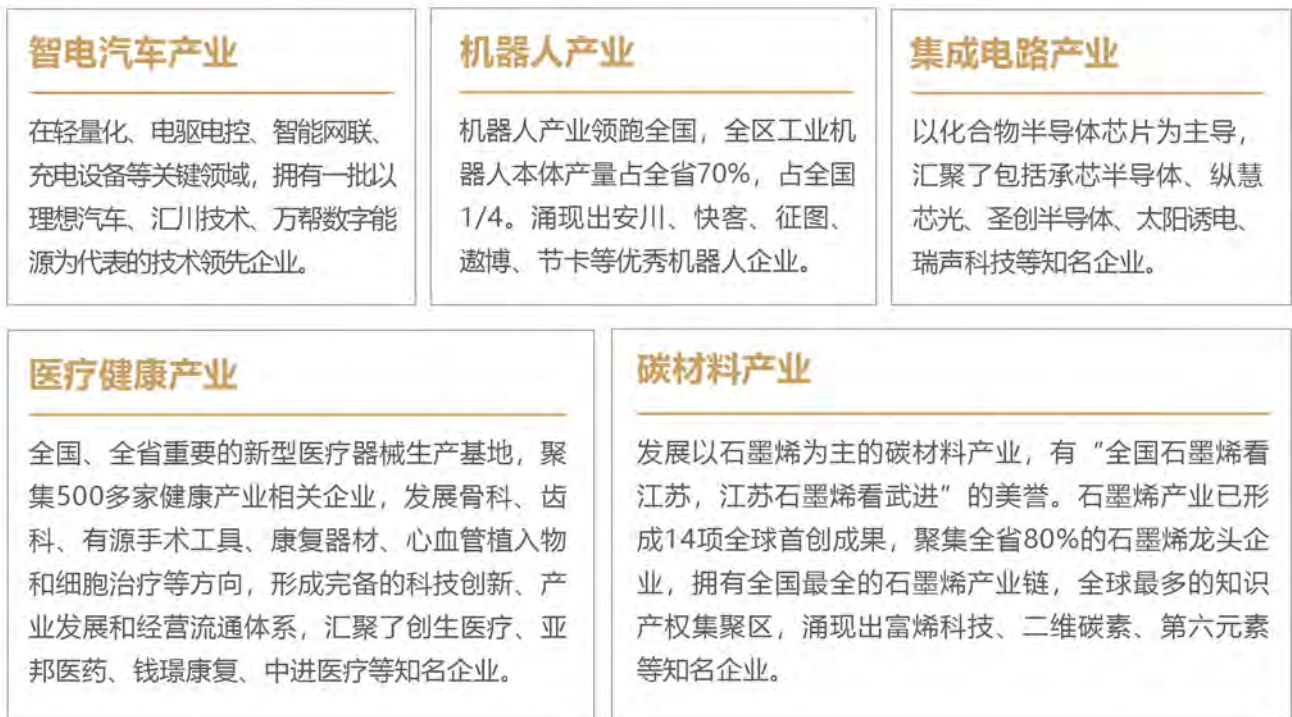 智电汽车产业
在轻量化、电驱电控、智能网联、
充电设备等关键领域，拥有一批以
理想汽车、汇川技术、万帮数字能
源为代表的技术领先企业。
机器人产业
机器人产业领跑全国，全区工业机
器人本体产量占全省70%，占全国
1/4。涌现出安川、快客、征图、
遨博、节卡等优秀机器人企业。
集成电路产业
以化合物半导体芯片为主导，
汇聚了包括承芯半导体、纵慧
芯光、圣创半导体、太阳诱电、
瑞声科技等知名企业。
医疗健康产业
全国、全省重要的新型医疗器械生产基地，聚
集500多家健康产业相关企业，发展骨科、齿
科、有源手术工具、康复器材、心血管植入物
和细胞治疗等方向，形成完备的科技创新、产
业发展和经营流通体系，汇聚了创生医疗、亚
邦医药、钱璟康复、中进医疗等知名企业。
碳材料产业
发展以石墨烯为主的碳材料产业，有“全国石墨烯看
江苏，江苏石墨烯看武进”的美誉。石墨烯产业已形
成14项全球首创成果，聚集全省80%的石墨烯龙头企
业，拥有全国最全的石墨烯产业链，全球最多的知识
产权集聚区，涌现出富烯科技、二维碳素、第六元素
等知名企业。